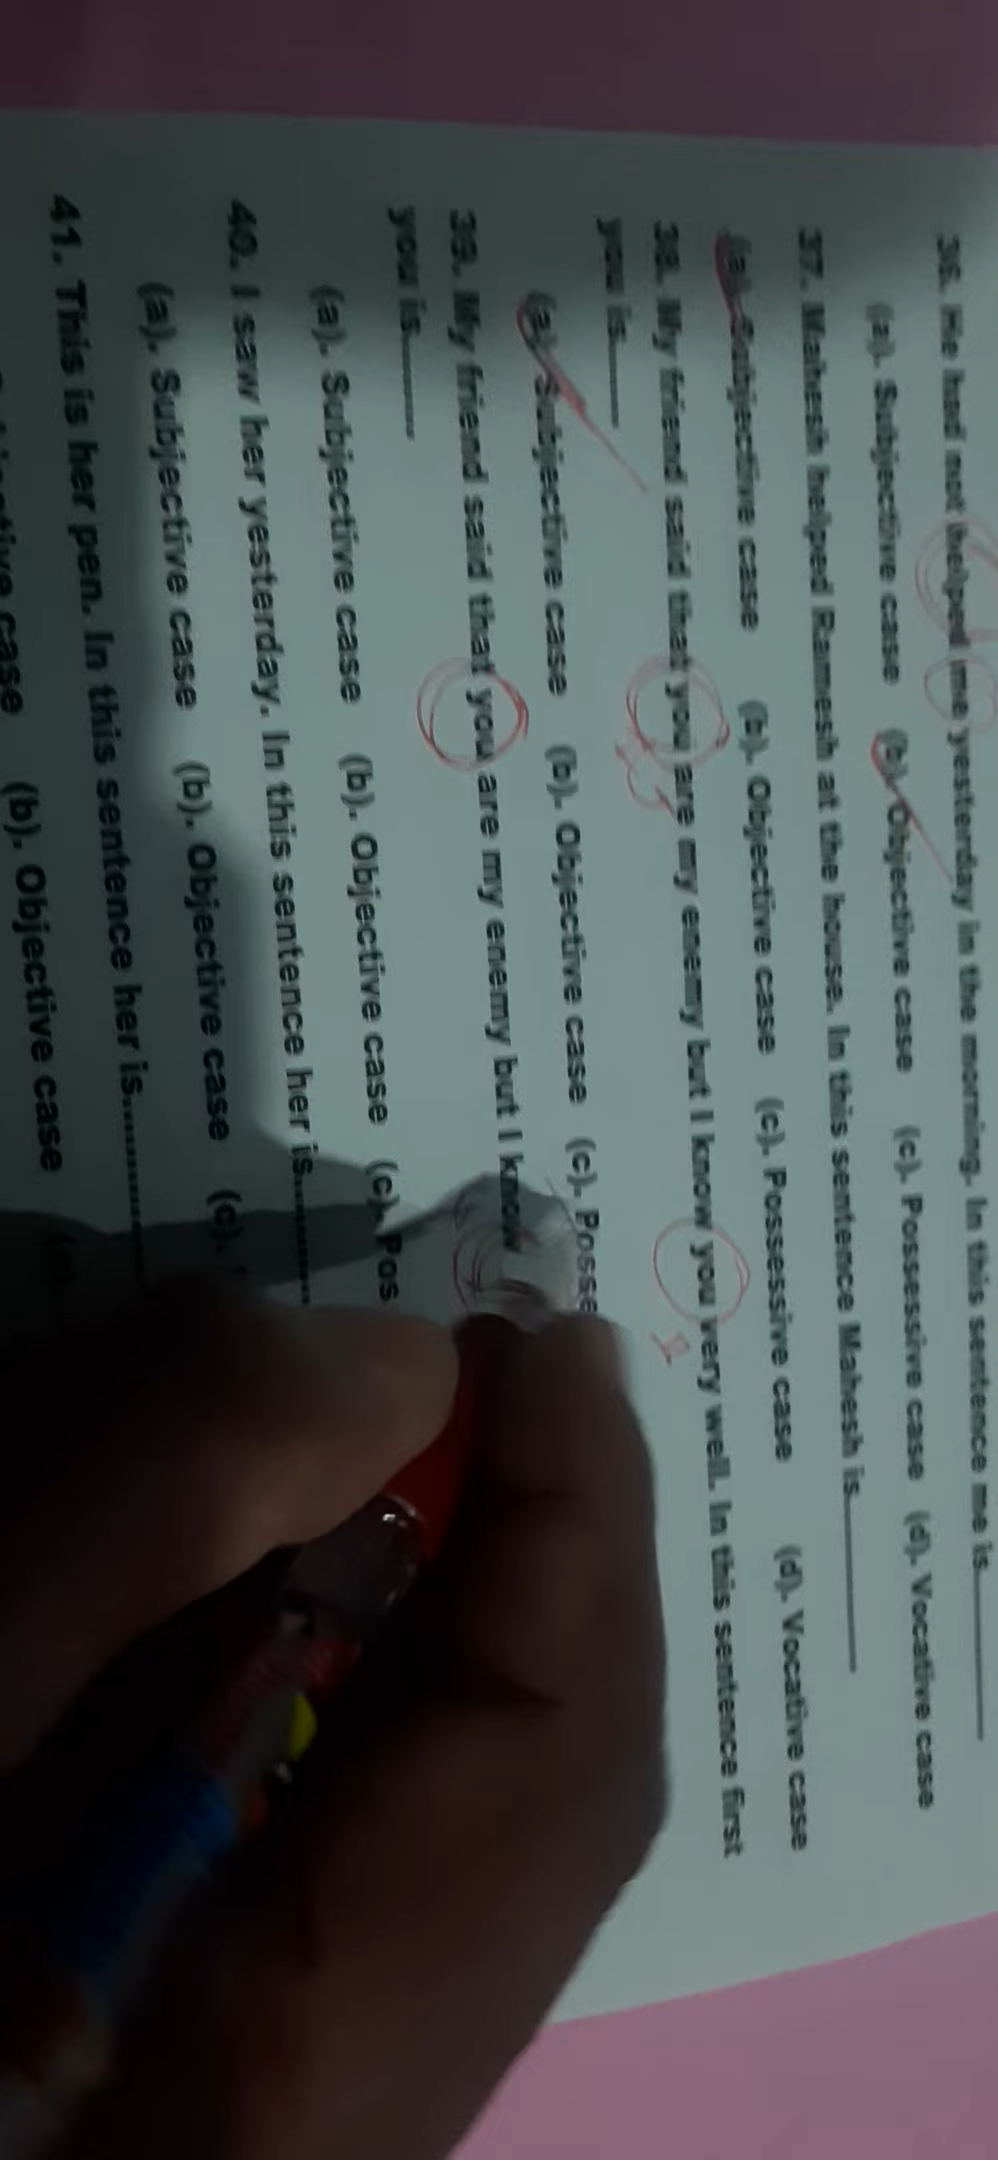 36. He had not helped me yesterday in the morning. In this sentence me is
(a). Subjective case (b). Objective case (c). Possessive case (d). Vocative case
37. Mahesh helped Ramesh at the house. In this sentence Mahesh is
(a). Subjective case (b). Objective case (c). Possessive case (d). Vocative case
38. My friend said that you are my enemy but I know you very well. In this sentence first
you is
(a). Subjective case (b). Objective case (c). Posse
39. My friend said that you are my enemy but I know
you is
(a). Subjective case (b). Objective case (c). Pos
40. I saw her yesterday. In this sentence her is
(a). Subjective case (b). Objective case (c).
41. This is her pen. In this sentence her is
case (b). Objective case